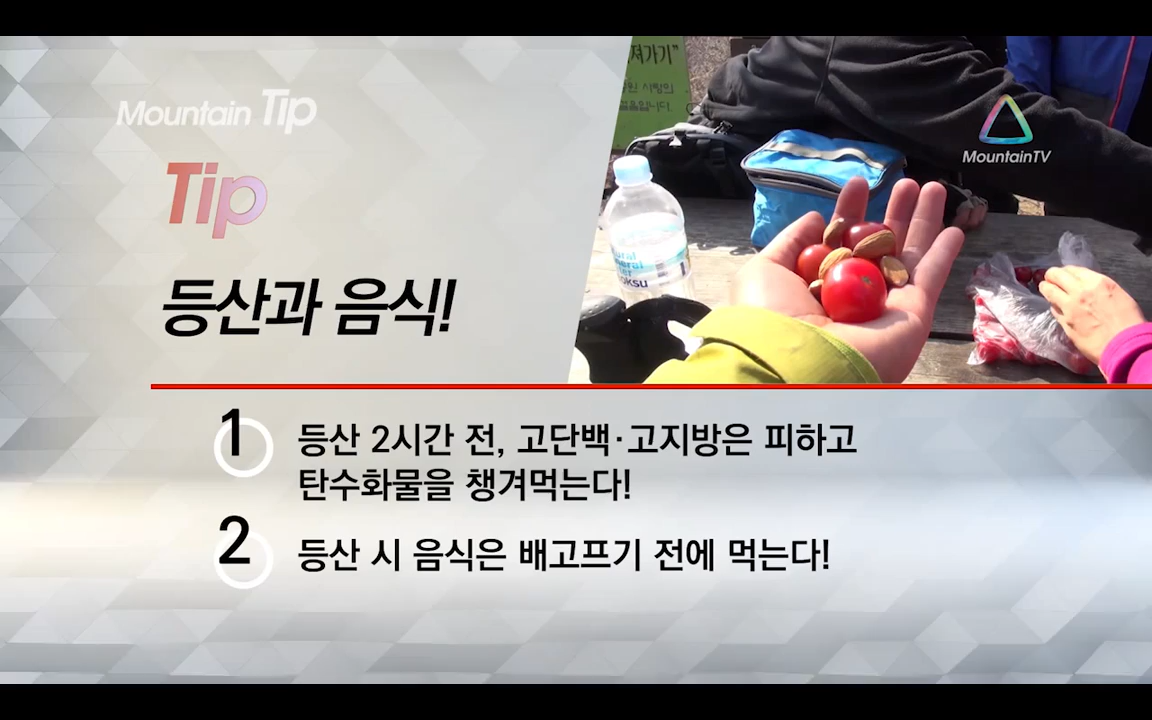 Mountain Tip
MountainTV
Tip
등산과 음식!
1
등산 2시간 전, 고단백·고지방은 피하고
탄수화물을 챙겨먹는다!
2
등산 시 음식은 배고프기 전에 먹는다!